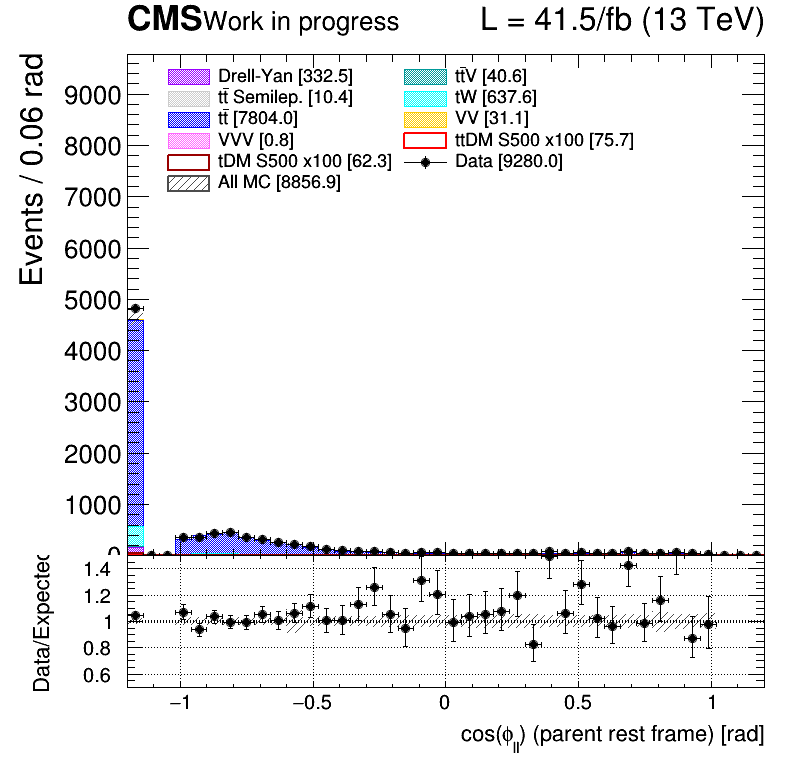 CMS Work in progress L = 41.5/fb (13 TeV)
Events / 0.06 rad
9000
8000
7000
6000
5000
4000
3000
2000
1000
0
Drell-Yan [332.5]
tt̄ Semilep. [10.4]
tt̄ [7804.0]
VVV [0.8]
tDM S500 x100 [62.3]
All MC [8856.9]
tt̄V [40.6]
tW [637.6]
VV [31.1]
ttDM S500 x100 [75.7]
Data [9280.0]
Data/Expected
1.4
1.2
1
0.8
0.6
−1 −0.5 0 0.5 1
cos(ϕ_ll) (parent rest frame) [rad]